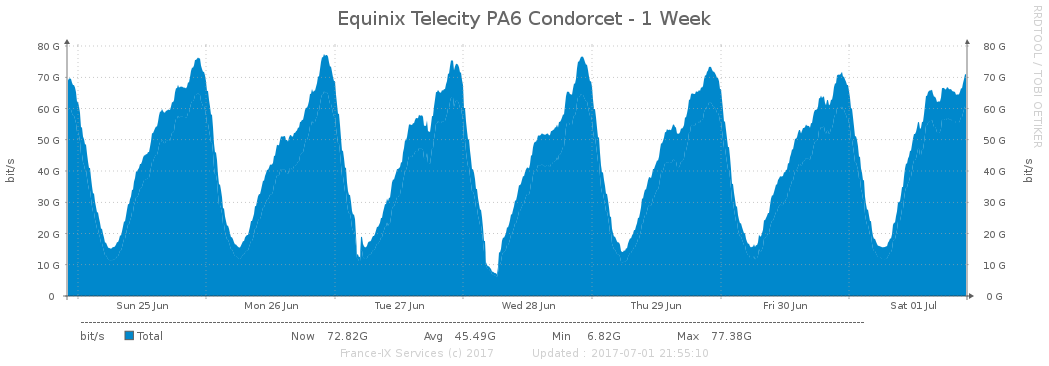 Equinix Telecity PA6 Condorcet - 1 Week
RRDTOOL / TOBI OETIKER
80 G 80 G
70 G 70 G
60 G 60 G
50 G 50 G
40 G 40 G
30 G 30 G
20 G 20 G
10 G 10 G
0 0 G
bit/s
bit/s
Sun 25 Jun Mon 26 Jun Tue 27 Jun Wed 28 Jun Thu 29 Jun Fri 30 Jun Sat 01 Jul
bit/s Total Now 72.82G Avg 45.49G Min 6.82G Max 77.38G
France-IX Services (c) 2017 Updated : 2017-07-01 21:55:10